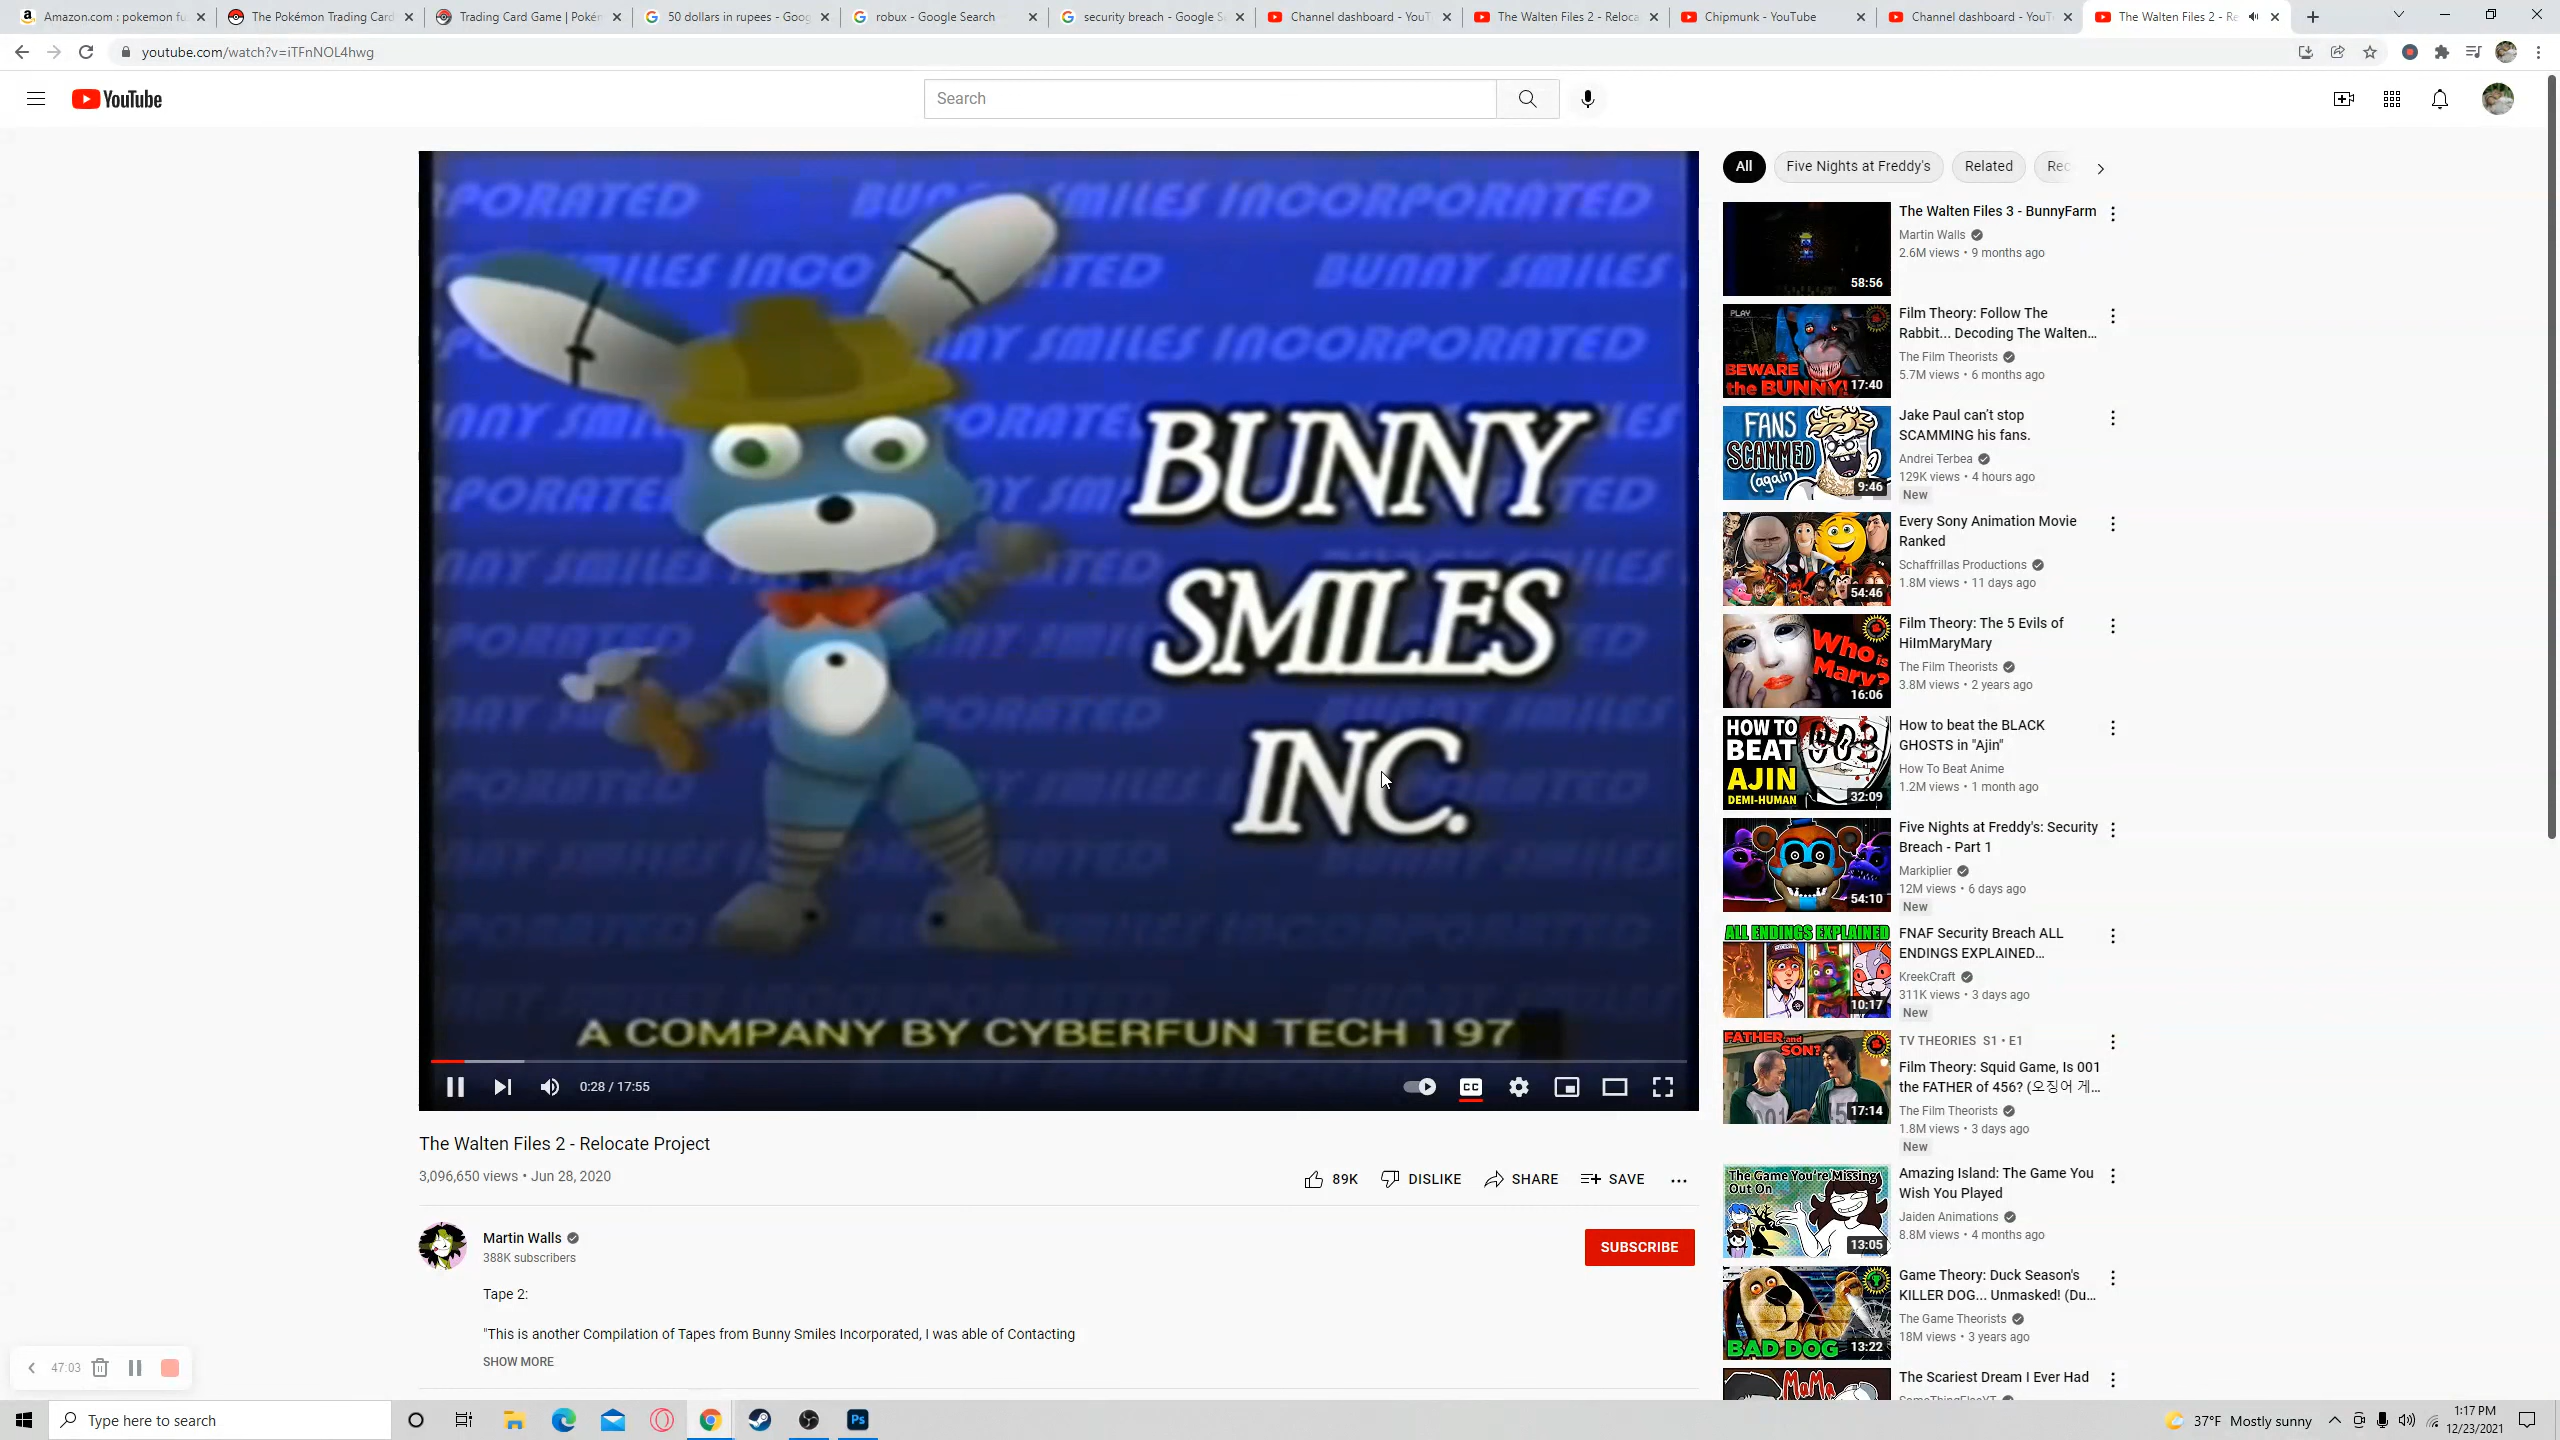 Amazon.com : pokemon fu
The Pokémon Trading Card
Trading Card Game | Poké
50 dollars in rupees - Goog
robux - Google Search
security breach - Google S
Channel dashboard - YouT
The Walten Files 2 - Reloca
Chipmunk - YouTube
Channel dashboard - YouT
The Walten Files 2 - Re
youtube.com/watch?v=iTFnNOL4hwg
YouTube
Search
BUNNY SMILES INCORPORATED
BUNNY
SMILES
INC.
A COMPANY BY CYBERFUN TECH 197
0:28 / 17:55
CC
The Walten Files 2 - Relocate Project
3,096,650 views • Jun 28, 2020
89K DISLIKE SHARE SAVE
Martin Walls
388K subscribers
SUBSCRIBE
Tape 2:
"This is another Compilation of Tapes from Bunny Smiles Incorporated, I was able of Contacting
SHOW MORE
All Five Nights at Freddy's Related Rec
58:56
The Walten Files 3 - BunnyFarm
Martin Walls
2.6M views • 9 months ago
PLAY
BEWARE
the BUNNY!
17:40
Film Theory: Follow The
Rabbit... Decoding The Walten...
The Film Theorists
5.7M views • 6 months ago
FANS
SCAMMED
(again)
9:46
Jake Paul can't stop
SCAMMING his fans.
Andrei Terbea
129K views • 4 hours ago
New
54:46
Every Sony Animation Movie
Ranked
Schaffrillas Productions
1.8M views • 11 days ago
Who is
Mary?
16:06
Film Theory: The 5 Evils of
HiImMaryMary
The Film Theorists
3.8M views • 2 years ago
HOW TO
BEAT
AJIN
DEMI-HUMAN
32:09
How to beat the BLACK
GHOSTS in "Ajin"
How To Beat Anime
1.2M views • 1 month ago
54:10
Five Nights at Freddy's: Security
Breach - Part 1
Markiplier
12M views • 6 days ago
New
ALL ENDINGS EXPLAINED
10:17
FNAF Security Breach ALL
ENDINGS EXPLAINED...
KreekCraft
311K views • 3 days ago
New
FATHER and
SON?
17:14
TV THEORIES S1 • E1
Film Theory: Squid Game, Is 001
the FATHER of 456? (오징어 게...
The Film Theorists
1.8M views • 3 days ago
New
The Game You're Missing
Out On
13:05
Amazing Island: The Game You
Wish You Played
Jaiden Animations
8.8M views • 4 months ago
BAD DOG
13:22
Game Theory: Duck Season's
KILLER DOG... Unmasked! (Du...
The Game Theorists
18M views • 3 years ago
MaMa
The Scariest Dream I Ever Had
47:03
Type here to search
Ps
37°F Mostly sunny
1:17 PM
12/23/2021